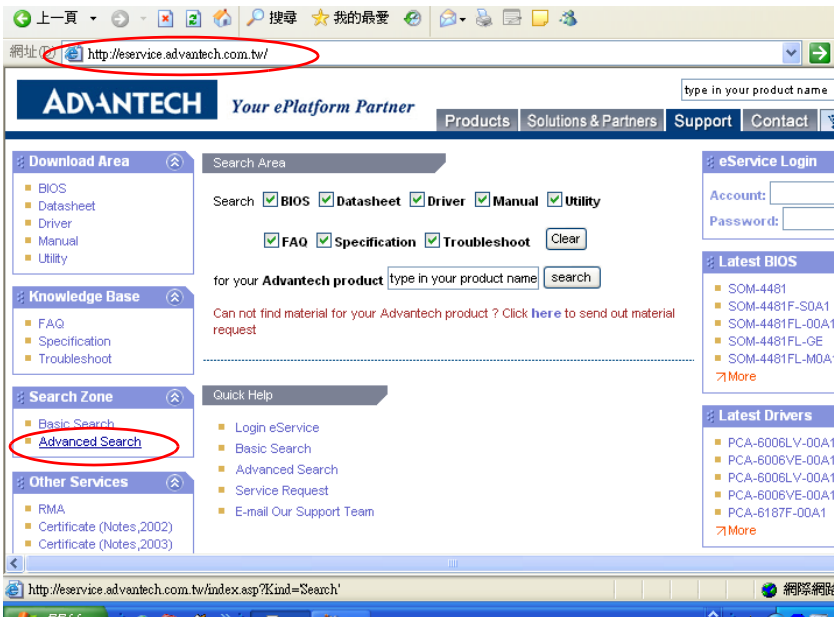 上一頁 搜尋 我的最愛
網址(D) http://eservice.advantech.com.tw/
ADVANTECH Your ePlatform Partner
type in your product name
Products Solutions & Partners Support Contact
Download Area
BIOS
Datasheet
Driver
Manual
Utility
Knowledge Base
FAQ
Specification
Troubleshoot
Search Zone
Basic Search
Advanced Search
Other Services
RMA
Certificate (Notes,2002)
Certificate (Notes,2003)
Search Area
Search BIOS Datasheet Driver Manual Utility
FAQ Specification Troubleshoot Clear
for your Advantech product type in your product name search
Can not find material for your Advantech product ? Click here to send out material
request
Quick Help
Login eService
Basic Search
Advanced Search
Service Request
E-mail Our Support Team
eService Login
Account:
Password:
Latest BIOS
SOM-4481
SOM-4481F-S0A1
SOM-4481FL-00A1
SOM-4481FL-GE
SOM-4481FL-M0A1
More
Latest Drivers
PCA-6006LV-00A1
PCA-6006VE-00A1
PCA-6006LV-00A1
PCA-6006VE-00A1
PCA-6187F-00A1
More
http://eservice.advantech.com.tw/index.asp?Kind='Search' 網際網路